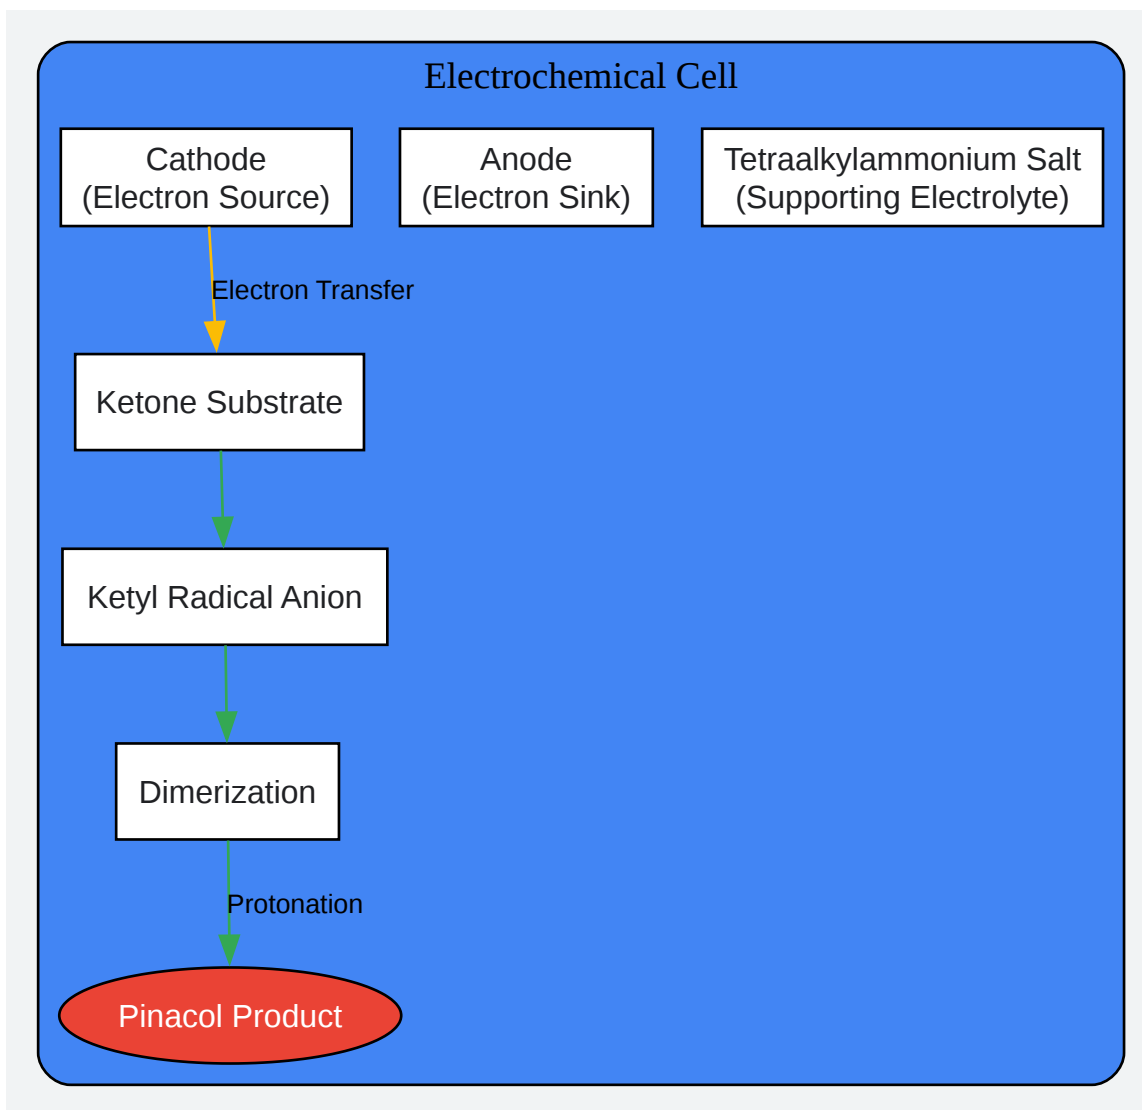 Electrochemical Cell
Cathode
(Electron Source)
Anode
(Electron Sink)
Tetraalkylammonium Salt
(Supporting Electrolyte)
Electron Transfer
Ketone Substrate
Ketyl Radical Anion
Dimerization
Protonation
Pinacol Product